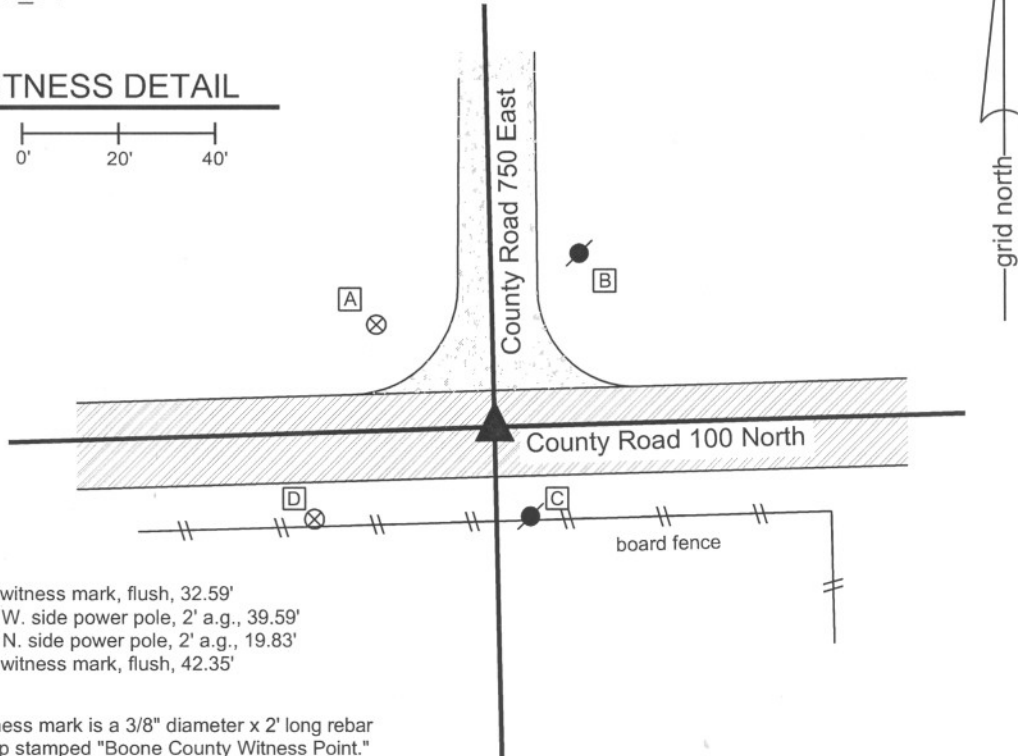 TNESS DETAIL
0' 20' 40'
County Road 750 East
grid north
A
B
County Road 100 North
D
C
board fence
witness mark, flush, 32.59'
W. side power pole, 2' a.g., 39.59'
N. side power pole, 2' a.g., 19.83'
witness mark, flush, 42.35'
ness mark is a 3/8" diameter x 2' long rebar
p stamped "Boone County Witness Point."